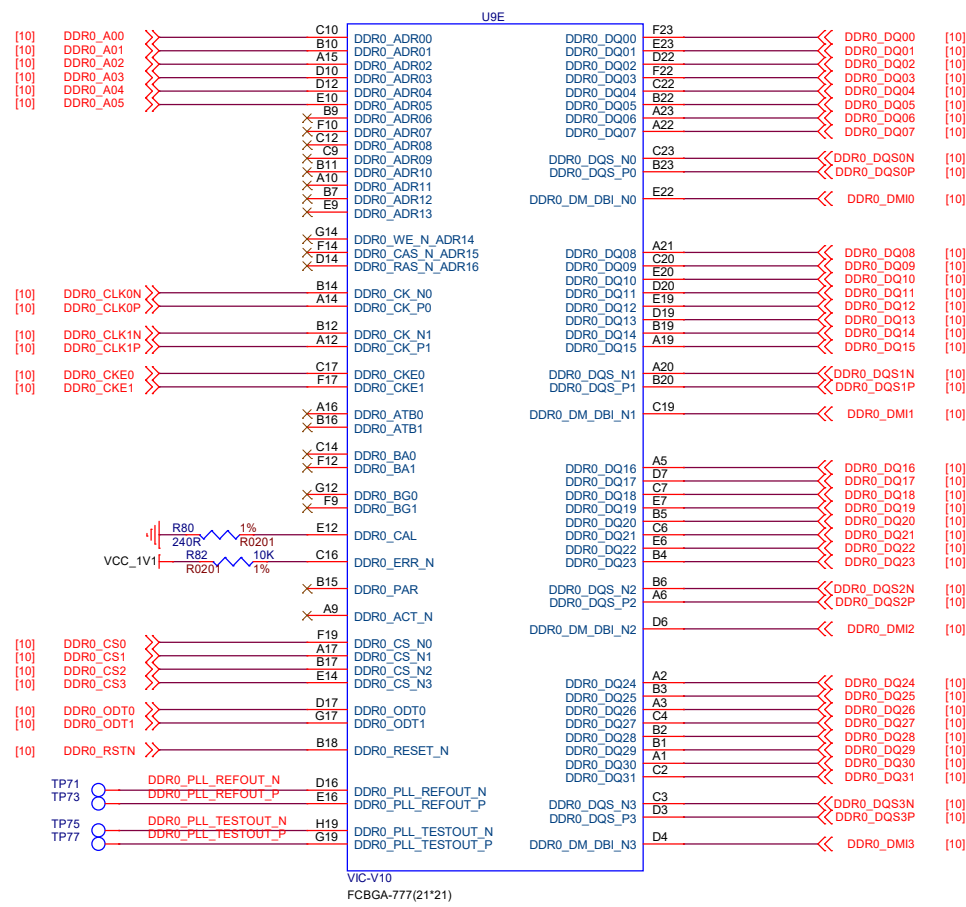 U9E
[10] DDR0_A00 C10 DDR0_ADR00 DDR0_DQ00 F23 DDR0_DQ00 [10]
[10] DDR0_A01 B10 DDR0_ADR01 DDR0_DQ01 E23 DDR0_DQ01 [10]
[10] DDR0_A02 A15 DDR0_ADR02 DDR0_DQ02 D22 DDR0_DQ02 [10]
[10] DDR0_A03 D10 DDR0_ADR03 DDR0_DQ03 F22 DDR0_DQ03 [10]
[10] DDR0_A04 D12 DDR0_ADR04 DDR0_DQ04 C22 DDR0_DQ04 [10]
[10] DDR0_A05 E10 DDR0_ADR05 DDR0_DQ05 B22 DDR0_DQ05 [10]
B9 DDR0_ADR06 DDR0_DQ06 A23 DDR0_DQ06 [10]
F10 DDR0_ADR07 DDR0_DQ07 A22 DDR0_DQ07 [10]
C12 DDR0_ADR08
C9 DDR0_ADR09 DDR0_DQS_N0 C23 DDR0_DQS0N [10]
B11 DDR0_ADR10 DDR0_DQS_P0 B23 DDR0_DQS0P [10]
A10 DDR0_ADR11
B7 DDR0_ADR12 DDR0_DM_DBI_N0 E22 DDR0_DMI0 [10]
E9 DDR0_ADR13
G14 DDR0_WE_N_ADR14
F14 DDR0_CAS_N_ADR15 DDR0_DQ08 A21 DDR0_DQ08 [10]
D14 DDR0_RAS_N_ADR16 DDR0_DQ09 C20 DDR0_DQ09 [10]
DDR0_DQ10 E20 DDR0_DQ10 [10]
[10] DDR0_CLK0N B14 DDR0_CK_N0 DDR0_DQ11 D20 DDR0_DQ11 [10]
[10] DDR0_CLK0P A14 DDR0_CK_P0 DDR0_DQ12 E19 DDR0_DQ12 [10]
DDR0_DQ13 D19 DDR0_DQ13 [10]
[10] DDR0_CLK1N B12 DDR0_CK_N1 DDR0_DQ14 B19 DDR0_DQ14 [10]
[10] DDR0_CLK1P A12 DDR0_CK_P1 DDR0_DQ15 A19 DDR0_DQ15 [10]
[10] DDR0_CKE0 C17 DDR0_CKE0 DDR0_DQS_N1 A20 DDR0_DQS1N [10]
[10] DDR0_CKE1 F17 DDR0_CKE1 DDR0_DQS_P1 B20 DDR0_DQS1P [10]
A16 DDR0_ATB0 DDR0_DM_DBI_N1 C19 DDR0_DMI1 [10]
B16 DDR0_ATB1
C14 DDR0_BA0
F12 DDR0_BA1 DDR0_DQ16 A5 DDR0_DQ16 [10]
DDR0_DQ17 D7 DDR0_DQ17 [10]
G12 DDR0_BG0 DDR0_DQ18 C7 DDR0_DQ18 [10]
F9 DDR0_BG1 DDR0_DQ19 E7 DDR0_DQ19 [10]
DDR0_DQ20 B5 DDR0_DQ20 [10]
R80 1% E12 DDR0_CAL DDR0_DQ21 C6 DDR0_DQ21 [10]
240R R0201
DDR0_DQ22 E6 DDR0_DQ22 [10]
VCC_1V1 R82 10K C16 DDR0_ERR_N DDR0_DQ23 B4 DDR0_DQ23 [10]
R0201 1%
B15 DDR0_PAR DDR0_DQS_N2 B6 DDR0_DQS2N [10]
DDR0_DQS_P2 A6 DDR0_DQS2P [10]
A9 DDR0_ACT_N
DDR0_DM_DBI_N2 D6 DDR0_DMI2 [10]
[10] DDR0_CS0 F19 DDR0_CS_N0
[10] DDR0_CS1 A17 DDR0_CS_N1
[10] DDR0_CS2 B17 DDR0_CS_N2
[10] DDR0_CS3 E14 DDR0_CS_N3 DDR0_DQ24 A2 DDR0_DQ24 [10]
DDR0_DQ25 B3 DDR0_DQ25 [10]
[10] DDR0_ODT0 D17 DDR0_ODT0 DDR0_DQ26 A3 DDR0_DQ26 [10]
[10] DDR0_ODT1 G17 DDR0_ODT1 DDR0_DQ27 C4 DDR0_DQ27 [10]
DDR0_DQ28 B2 DDR0_DQ28 [10]
[10] DDR0_RSTN B18 DDR0_RESET_N DDR0_DQ29 B1 DDR0_DQ29 [10]
DDR0_DQ30 A1 DDR0_DQ30 [10]
DDR0_DQ31 C2 DDR0_DQ31 [10]
TP71 DDR0_PLL_REFOUT_N D16 DDR0_PLL_REFOUT_N
TP73 DDR0_PLL_REFOUT_P E16 DDR0_PLL_REFOUT_P DDR0_DQS_N3 C3 DDR0_DQS3N [10]
DDR0_DQS_P3 D3 DDR0_DQS3P [10]
TP75 DDR0_PLL_TESTOUT_N H19 DDR0_PLL_TESTOUT_N
TP77 DDR0_PLL_TESTOUT_P G19 DDR0_PLL_TESTOUT_P DDR0_DM_DBI_N3 D4 DDR0_DMI3 [10]
VIC-V10
FCBGA-777(21*21)